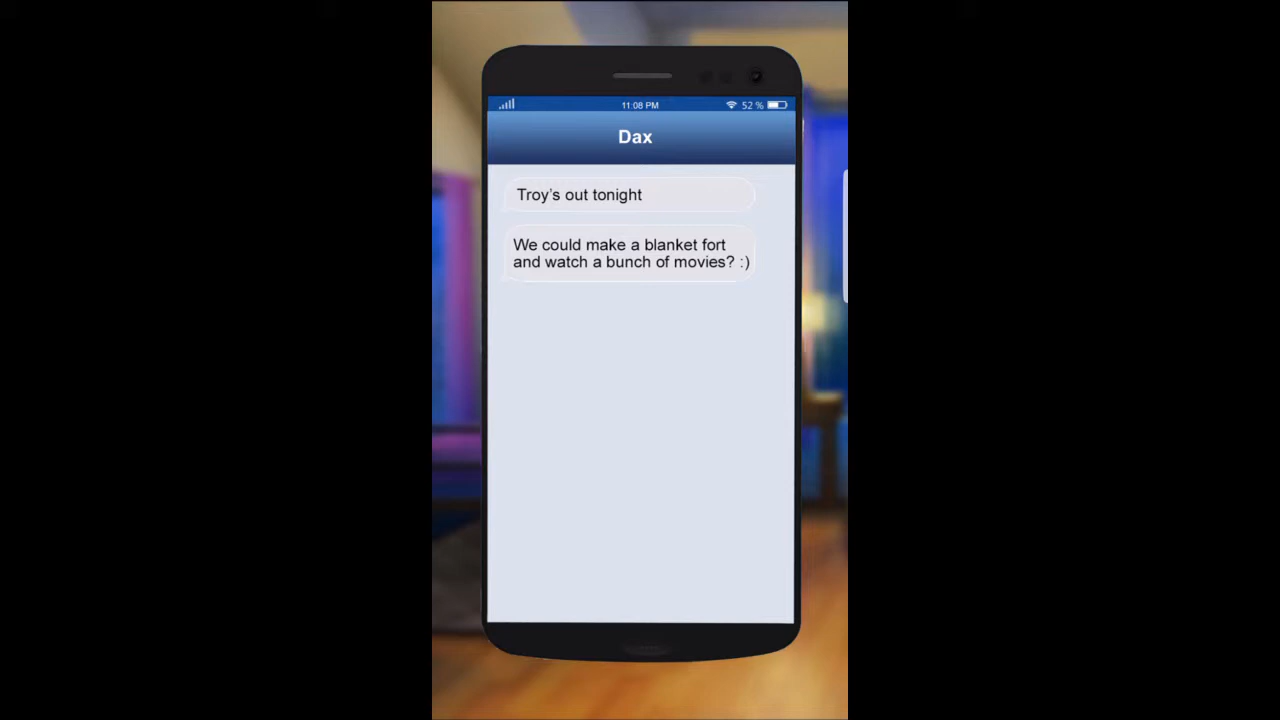 11:08 PM
52 %
Dax
Troy’s out tonight
We could make a blanket fort
and watch a bunch of movies? :)